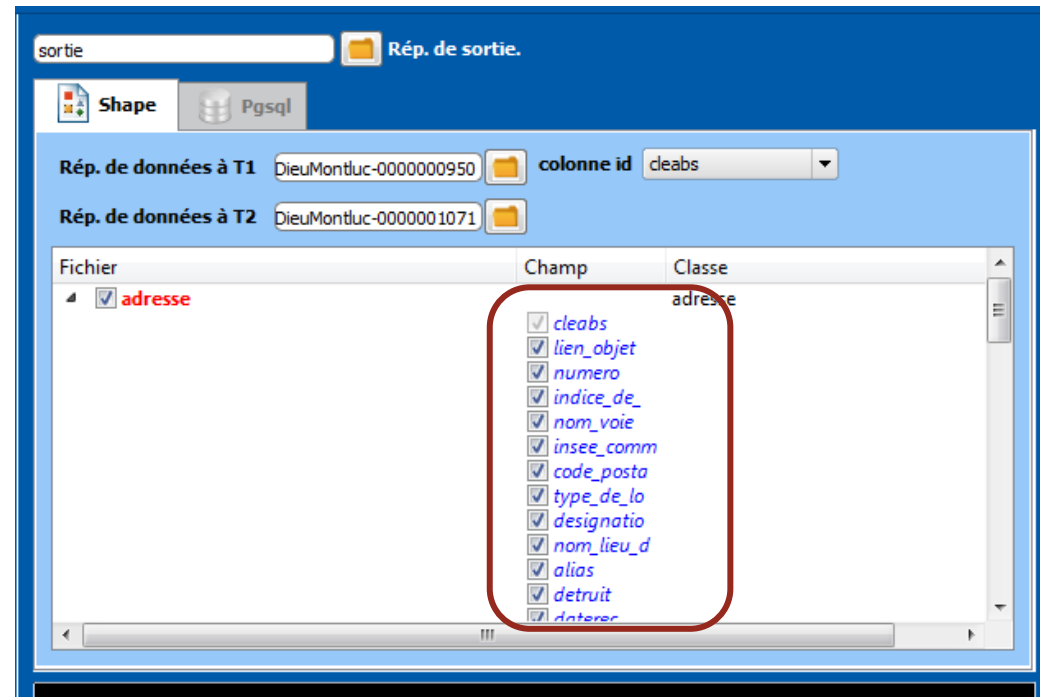 sortie Rép. de sortie.
Shape Pgsql
Rép. de données à T1 DieuMontluc-0000000950 colonne id cleabs
Rép. de données à T2 DieuMontluc-0000001071
Fichier Champ Classe
adresse adresse
cleabs
lien_objet
numero
indice_de_
nom_voie
insee_comm
code_posta
type_de_lo
designatio
nom_lieu_d
alias
detruit
daterec